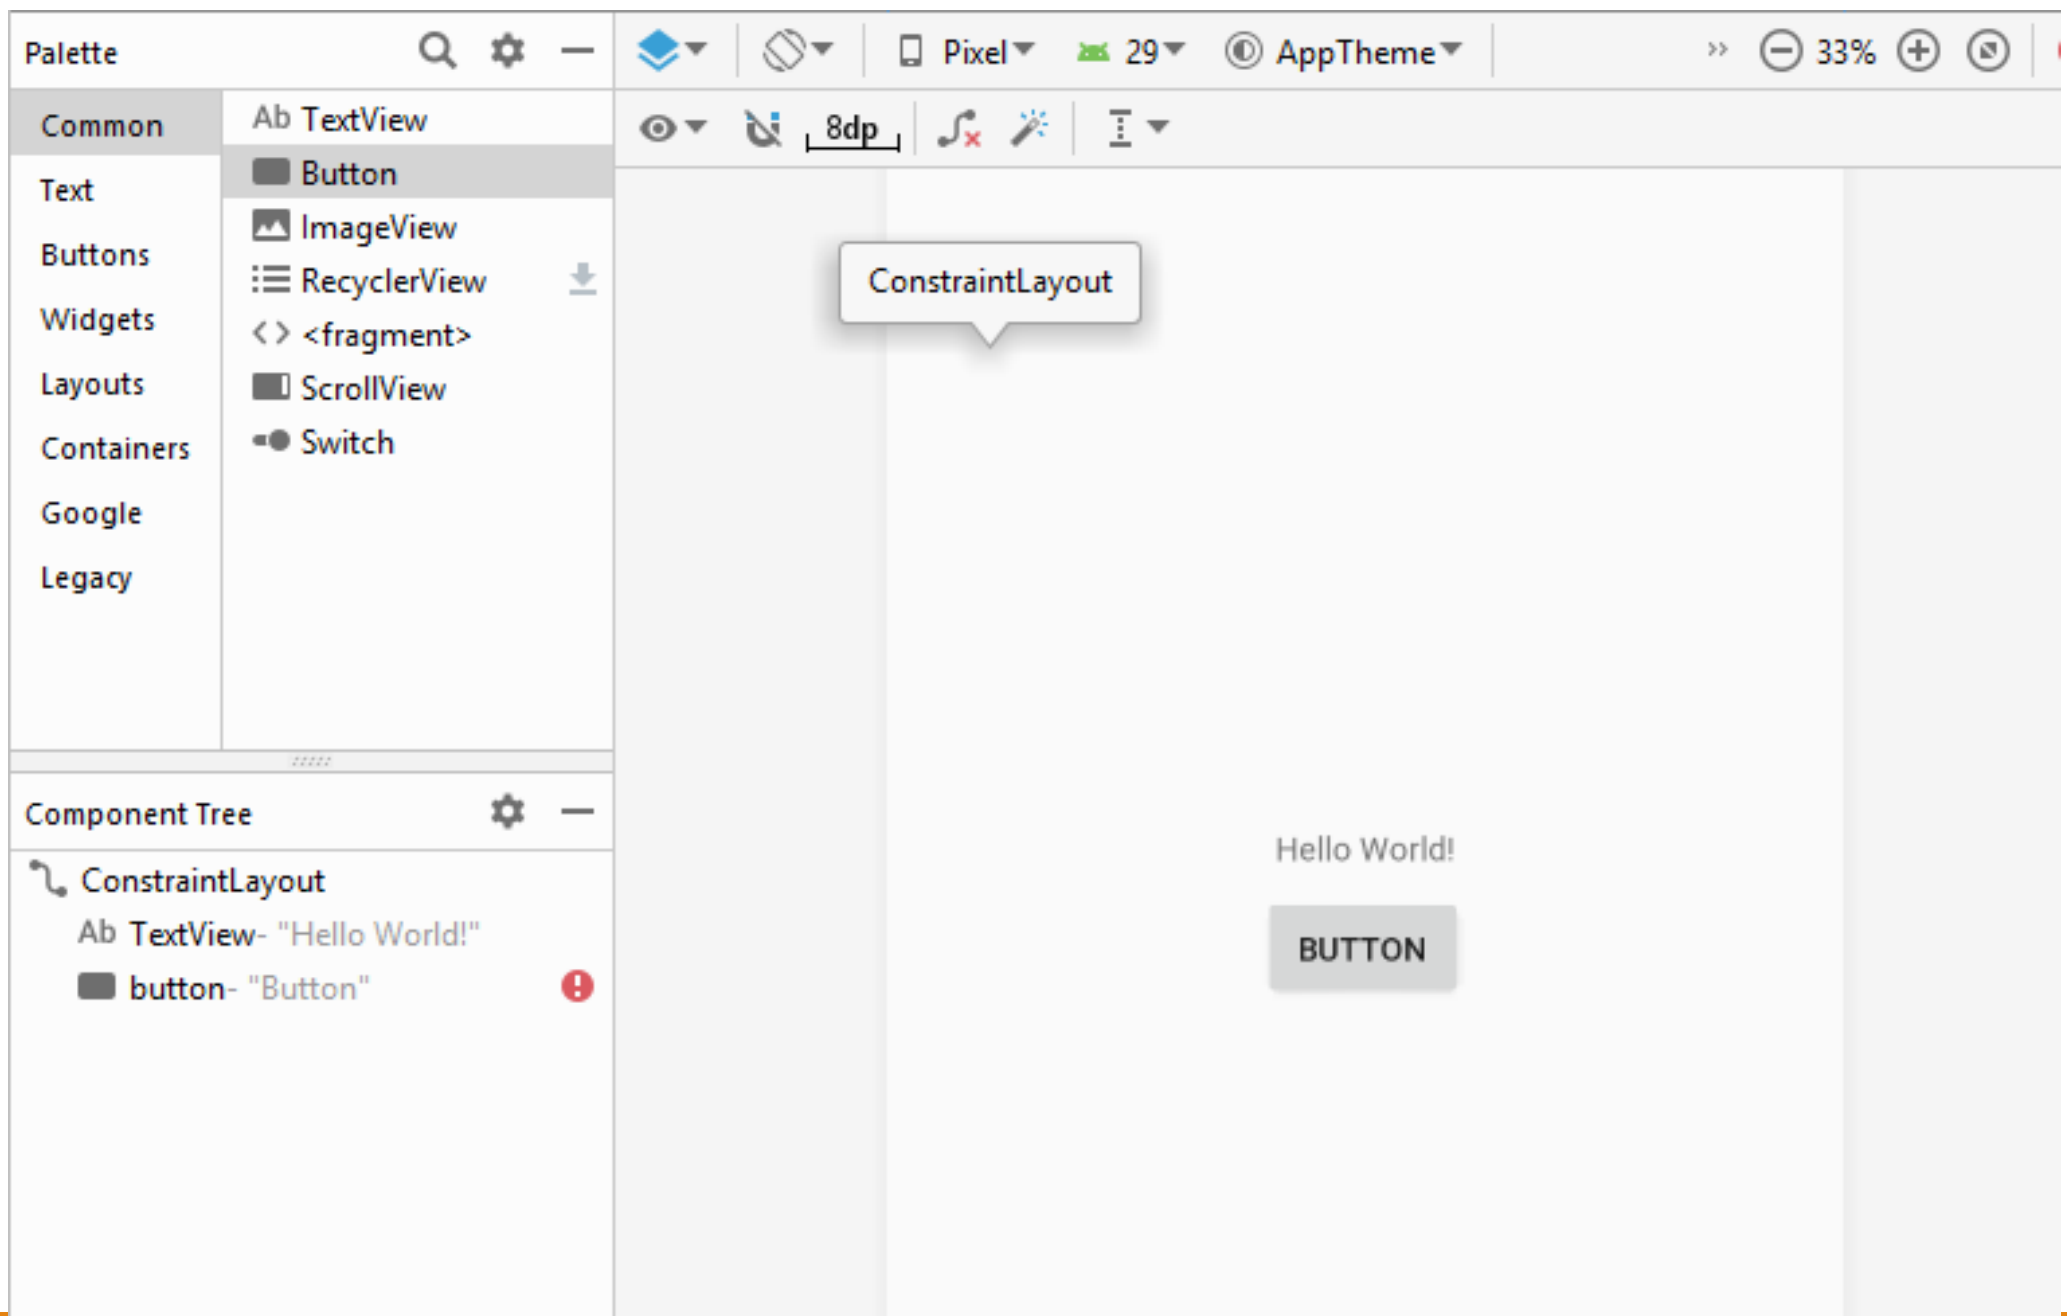 Palette
Pixel 29 AppTheme » 33%
8dp
Common
Text
Buttons
Widgets
Layouts
Containers
Google
Legacy
Ab TextView
Button
ImageView
RecyclerView
<> <fragment>
ScrollView
Switch
ConstraintLayout
Hello World!
BUTTON
Component Tree
ConstraintLayout
Ab TextView- "Hello World!"
button- "Button"